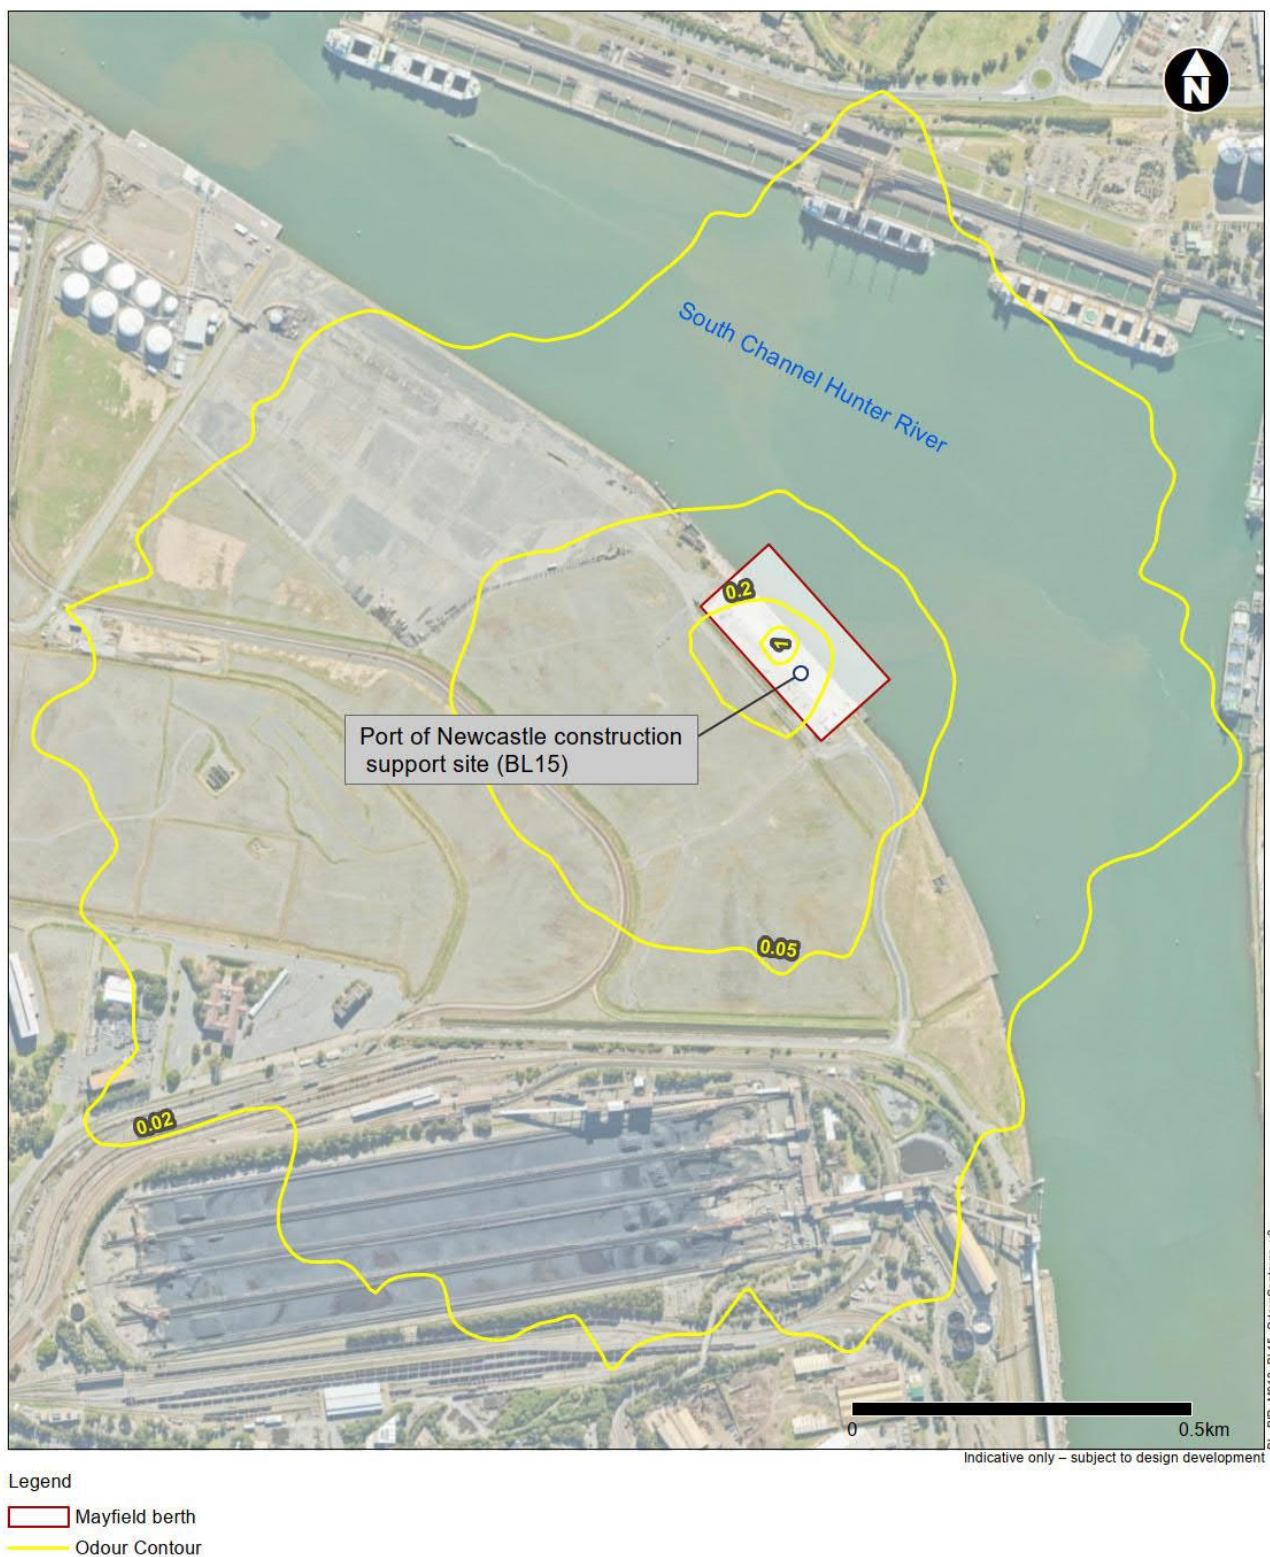 N
South Channel Hunter River
0.2
1
Port of Newcastle construction
support site (BL15)
0.05
0.02
0
0.5km
Indicative only – subject to design development
Legend
Mayfield berth
Odour Contour